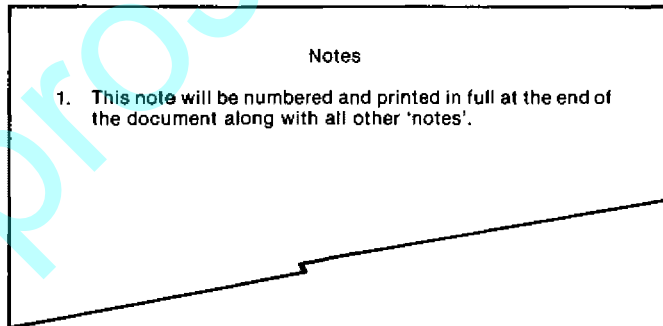 Notes
1. This note will be numbered and printed in full at the end of
the document along with all other ‘notes’.
pros